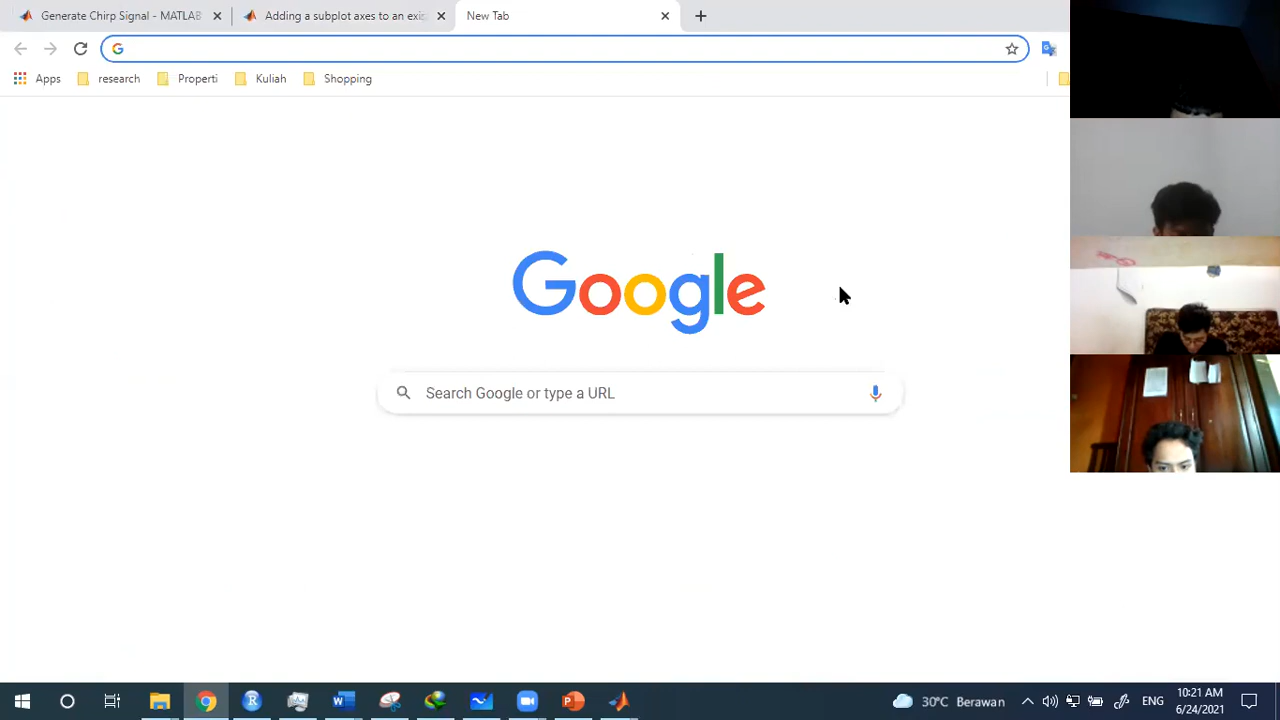 Generate Chirp Signal - MATLAB
Adding a subplot axes to an exis
New Tab
Apps
research
Properti
Kuliah
Shopping
Google
Search Google or type a URL
30°C Berawan
ENG
10:21 AM
6/24/2021